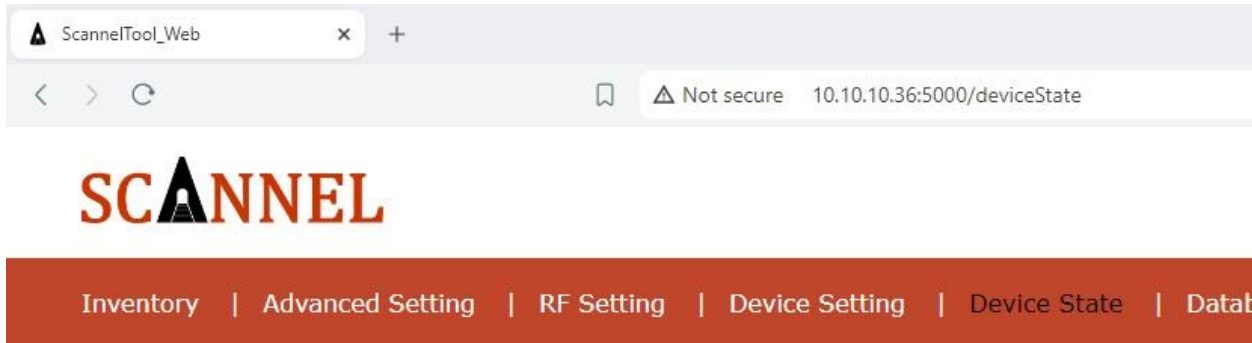 ScannelTool_Web
Not secure 10.10.10.36:5000/deviceState
SCANNEL
Inventory | Advanced Setting | RF Setting | Device Setting | Device State |